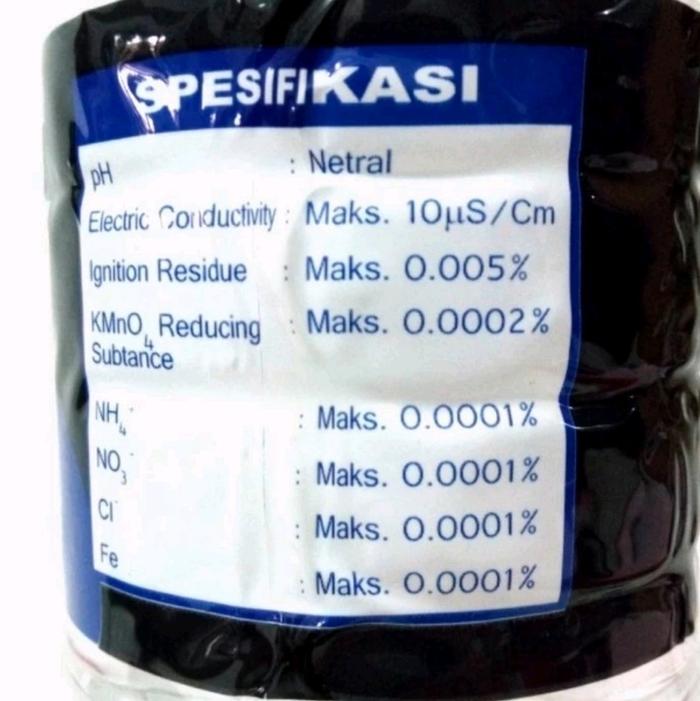 SPESIFIKASI
pH : Netral
Electric Conductivity : Maks. 10µS/Cm
Ignition Residue : Maks. 0.005%
KMnO₄ Reducing : Maks. 0.0002%
Subtance
NH₄⁺ : Maks. 0.0001%
NO₃⁻ : Maks. 0.0001%
Cl⁻ : Maks. 0.0001%
Fe : Maks. 0.0001%